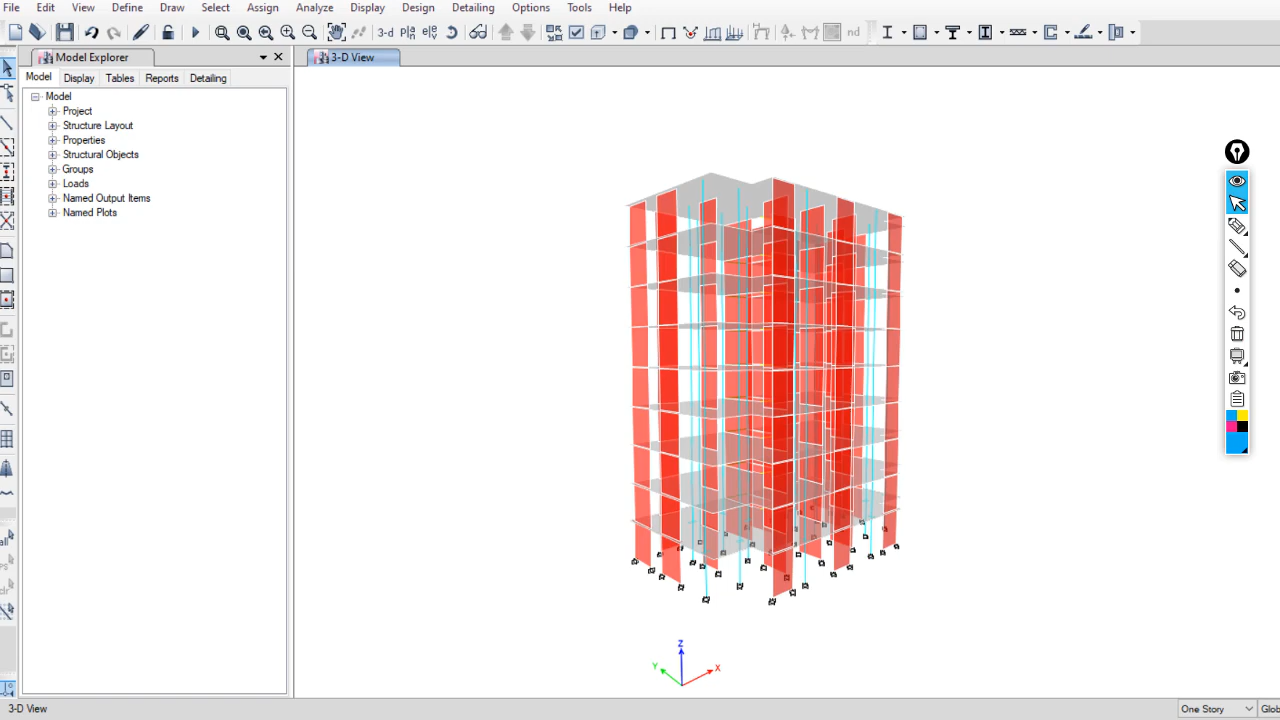 File Edit View Define Draw Select Assign Analyze Display Design Detailing Options Tools Help
3-d
nd
Model Explorer
3-D View
Model Display Tables Reports Detailing
Model
Project
Structure Layout
Properties
Structural Objects
Groups
Loads
Named Output Items
Named Plots
Z
Y
X
all
clr
3-D View
One Story
Glob